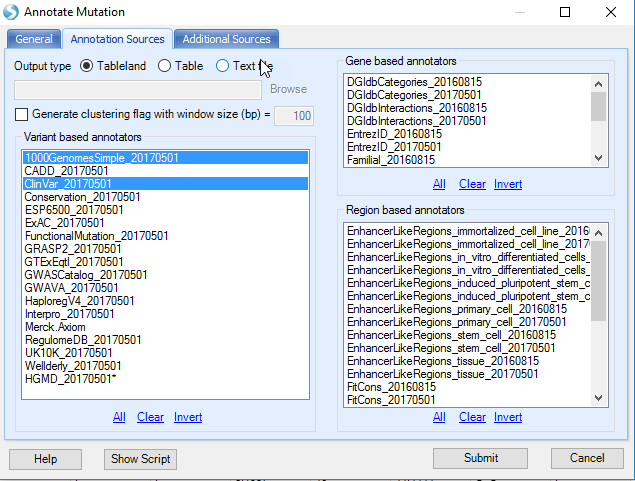 Annotate Mutation
General
Annotation Sources
Additional Sources
Output type
Tableland
Table
Text file
Browse
Generate clustering flag with window size (bp) =
100
Variant based annotators
1000GenomesSimple_20170501
CADD_20170501
ClinVar_20170501
Conservation_20170501
ESP6500_20170501
ExAC_20170501
FunctionalMutation_20170501
GRASP2_20170501
GTExEqtl_20170501
GWASCatalog_20170501
GWAVA_20170501
HaploregV4_20170501
Interpro_20170501
Merck.Axiom
RegulomeDB_20170501
UK10K_20170501
Wellderly_20170501
HGMD_20170501*
All Clear Invert
Gene based annotators
DGIdbCategories_20160815
DGIdbCategories_20170501
DGIdbInteractions_20160815
DGIdbInteractions_20170501
EntrezID_20160815
EntrezID_20170501
Familial_20160815
All Clear Invert
Region based annotators
EnhancerLikeRegions_immortalized_cell_line_2016
EnhancerLikeRegions_immortalized_cell_line_2017
EnhancerLikeRegions_in_vitro_differentiated_cells_
EnhancerLikeRegions_in_vitro_differentiated_cells_
EnhancerLikeRegions_induced_pluripotent_stem_c
EnhancerLikeRegions_induced_pluripotent_stem_c
EnhancerLikeRegions_primary_cell_20160815
EnhancerLikeRegions_primary_cell_20170501
EnhancerLikeRegions_stem_cell_20160815
EnhancerLikeRegions_stem_cell_20170501
EnhancerLikeRegions_tissue_20160815
EnhancerLikeRegions_tissue_20170501
FitCons_20160815
FitCons_20170501
All Clear Invert
Help
Show Script
Submit
Cancel